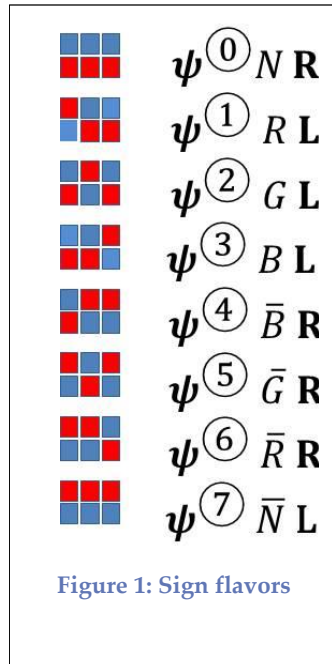 ψ⓪ N R
ψ① R L
ψ② G L
ψ③ B L
ψ④ B̄ R
ψ⑤ Ḡ R
ψ⑥ R̄ R
ψ⑦ N̄ L
Figure 1: Sign flavors